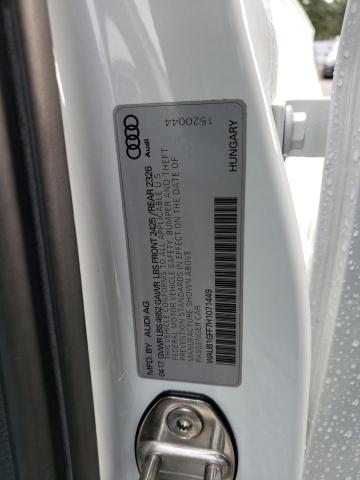 1520044
Audi
HUNGARY
MFD. BY AUDI AG
04.17 GVWR LBS 4862 GAWR LBS FRONT 2425 /REAR 2326
THIS VEHICLE CONFORMS TO ALL APPLICABLE U.S.
FEDERAL MOTOR VEHICLE SAFETY, BUMPER, AND THEFT
PREVENTION STANDARDS IN EFFECT ON THE DATE OF
MANUFACTURE SHOWN ABOVE
PASSENGER CAR
WAUB1GFF7H1071449